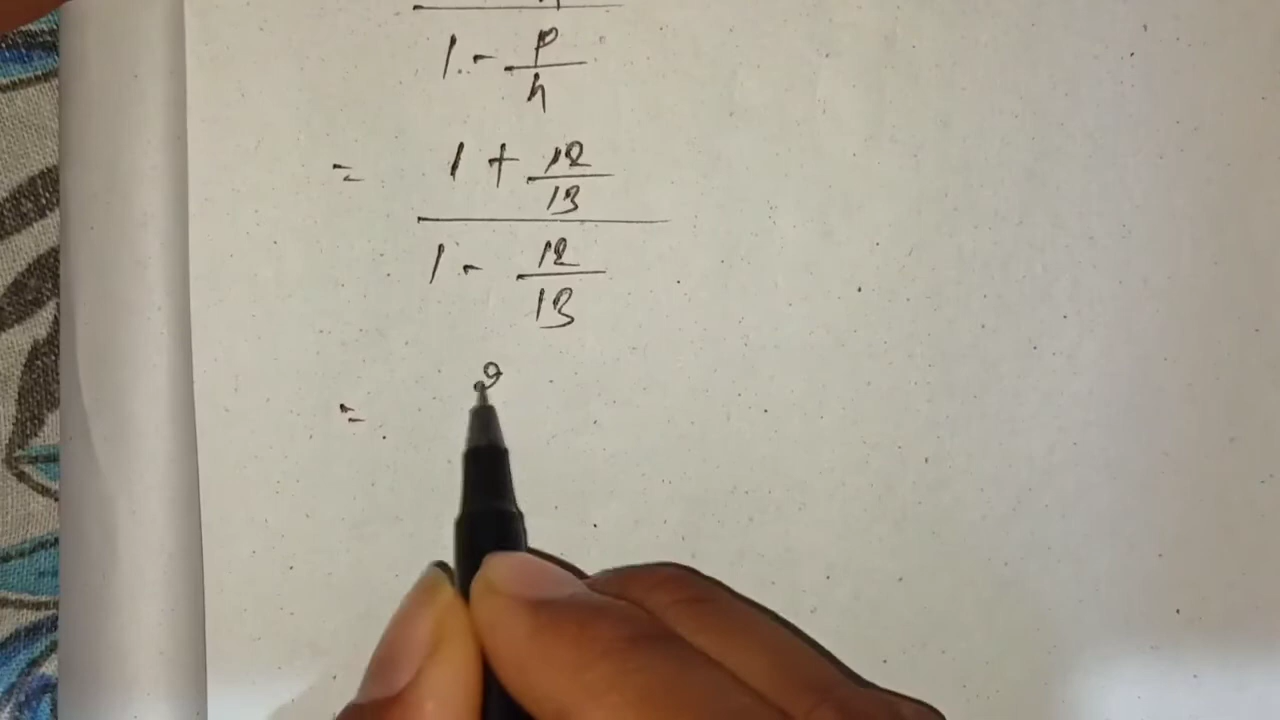 1 - p/h
= 1 + 12/13
1 - 12/13
=